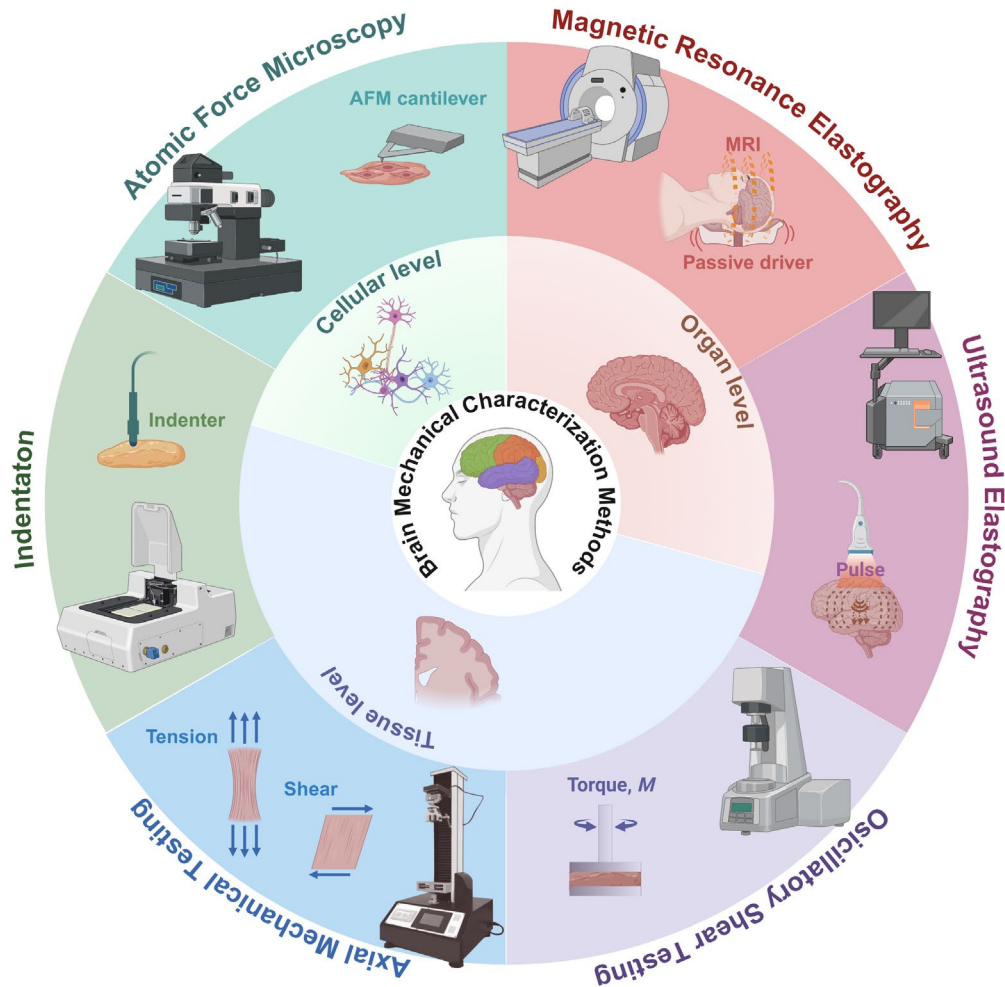 Atomic Force Microscopy
Magnetic Resonance Elastography
AFM cantilever
MRI
Passive driver
Cellular level
Organ level
Ultrasound Elastography
Indentaton
Indenter
Brain Mechanical Characterization Methods
Pulse
Tissue level
Tension
Shear
Torque, M
Axial Mechanical Testing
Osicillatory Shear Testing